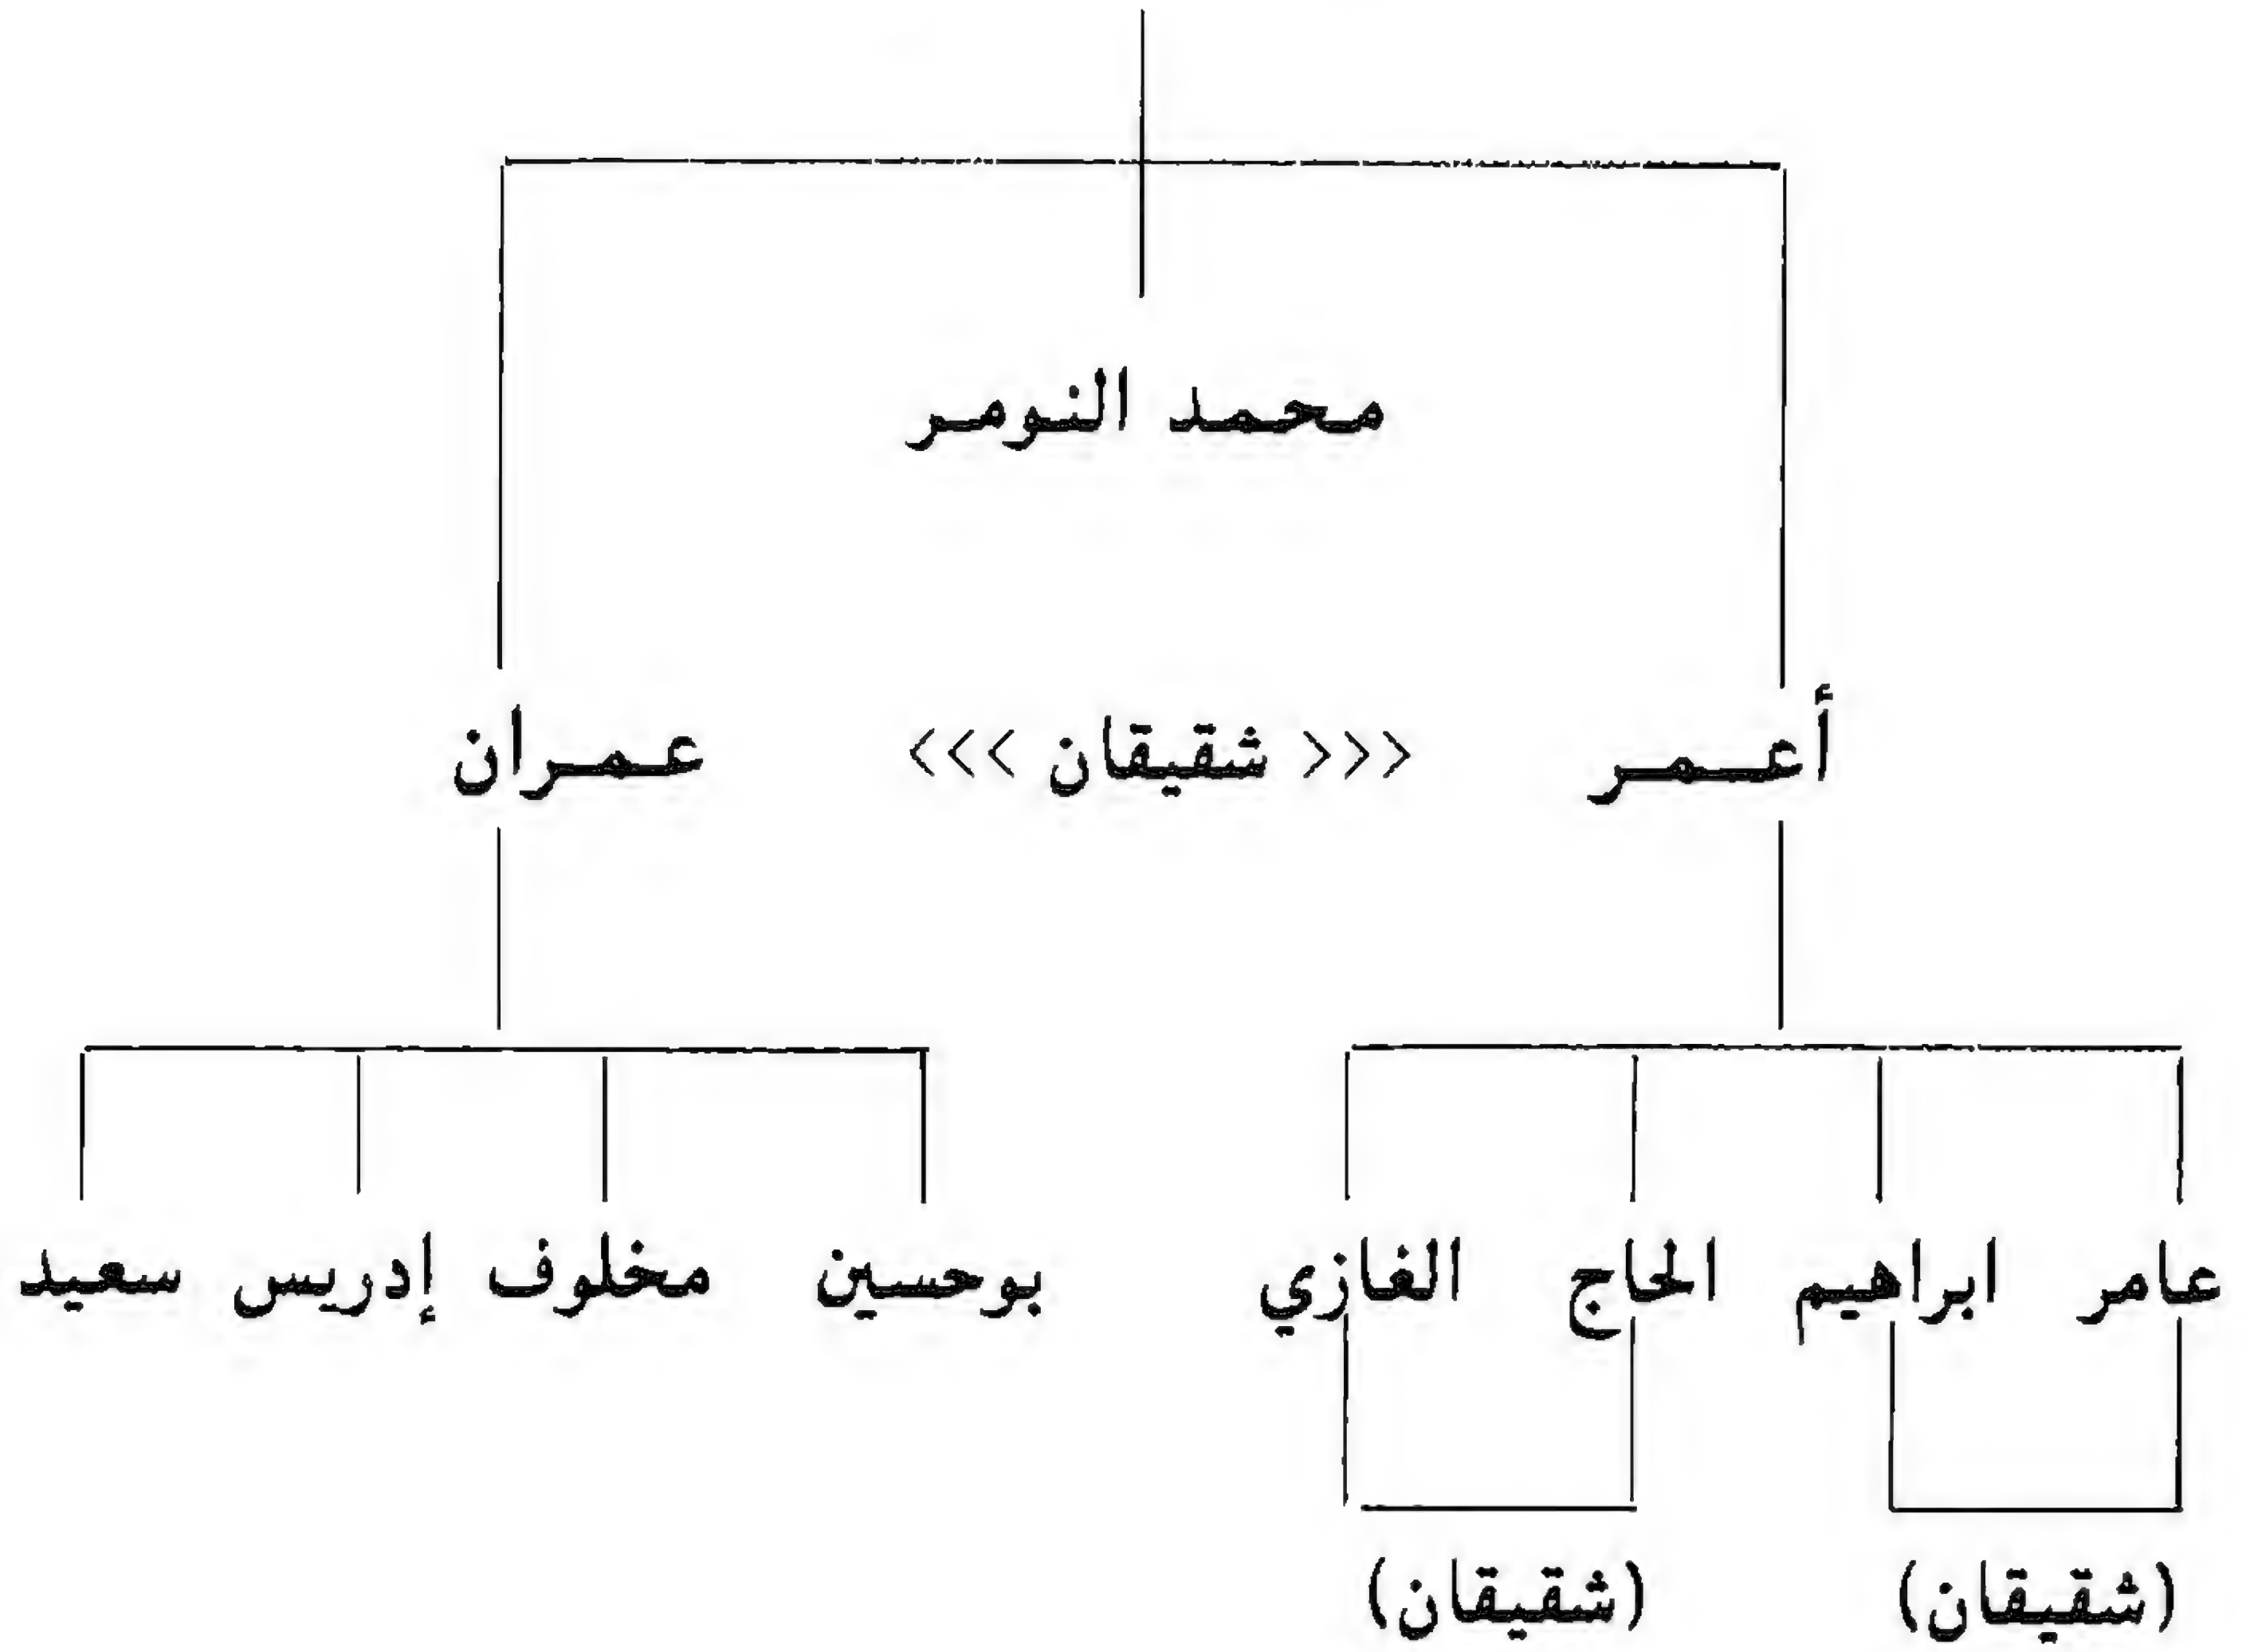 محمد النومر
أعمر <<< شقيقان >>> عمران
عامر ابراهيم الحاج الغازي بوحسين مخلوف إدريس سعيد
(شقيقان) (شقيقان)